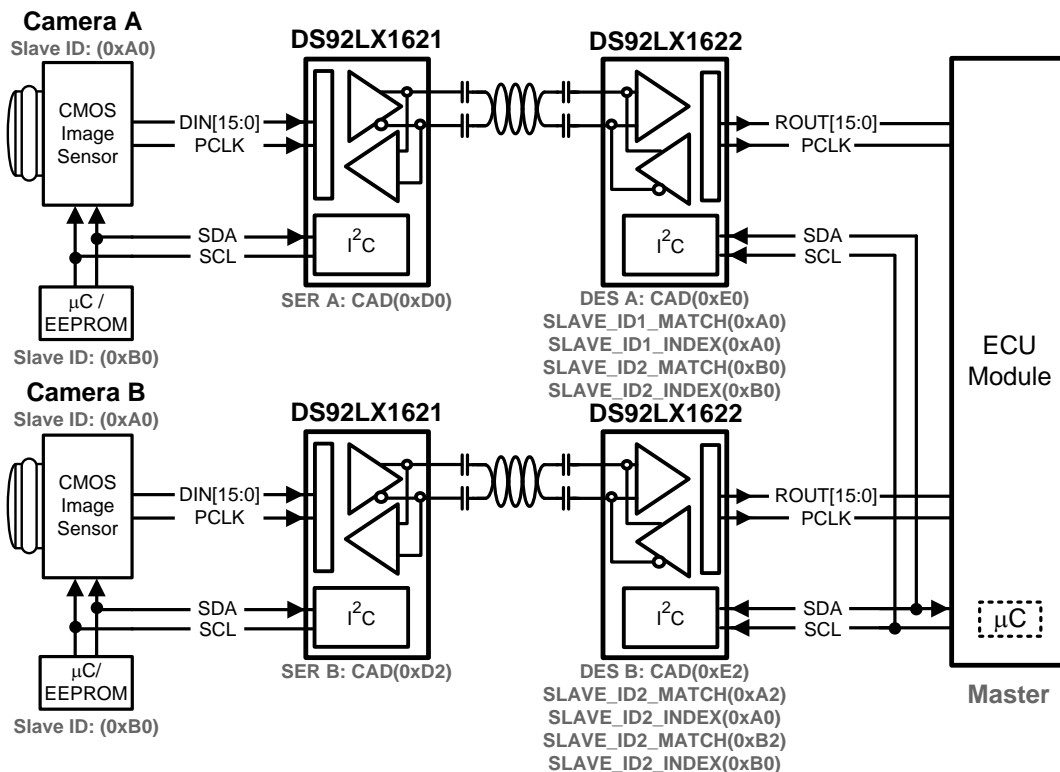 Camera A
Slave ID: (0xA0)
CMOS
Image
Sensor
DIN[15:0]
PCLK
SDA
SCL
µC /
EEPROM
Slave ID: (0xB0)
DS92LX1621
I²C
SER A: CAD(0xD0)
DS92LX1622
I²C
DES A: CAD(0xE0)
SLAVE_ID1_MATCH(0xA0)
SLAVE_ID1_INDEX(0xA0)
SLAVE_ID2_MATCH(0xB0)
SLAVE_ID2_INDEX(0xB0)
ROUT[15:0]
PCLK
SDA
SCL
Camera B
Slave ID: (0xA0)
CMOS
Image
Sensor
DIN[15:0]
PCLK
SDA
SCL
µC/
EEPROM
Slave ID: (0xB0)
DS92LX1621
I²C
SER B: CAD(0xD2)
DS92LX1622
I²C
DES B: CAD(0xE2)
SLAVE_ID2_MATCH(0xA2)
SLAVE_ID2_INDEX(0xA0)
SLAVE_ID2_MATCH(0xB2)
SLAVE_ID2_INDEX(0xB0)
ROUT[15:0]
PCLK
SDA
SCL
ECU
Module
µC
Master